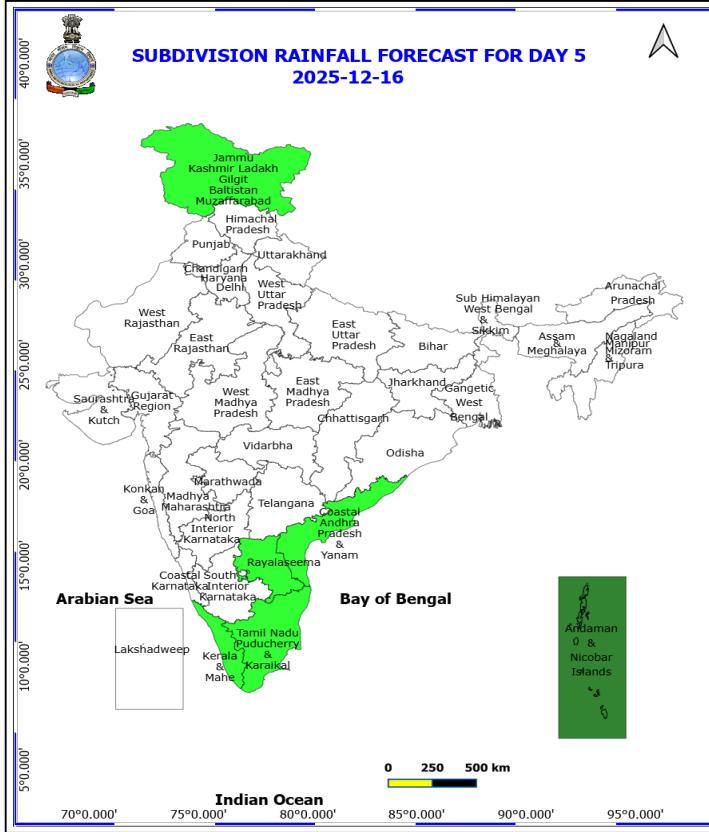 SUBDIVISION RAINFALL FORECAST FOR DAY 5
2025-12-16
40°0.000'
35°0.000'
30°0.000'
25°0.000'
20°0.000'
15°0.000'
10°0.000'
5°0.000'
Jammu
Kashmir Ladakh
Gilgit
Baltistan
Muzaffarabad
Himachal
Pradesh
Punjab
Uttarakhand
Chandigarh
Haryana
Delhi
West
Uttar
Pradesh
West
Rajasthan
East
Rajasthan
East
Uttar
Pradesh
Bihar
Sub Himalayan
West Bengal
&
Sikkim
Arunachal
Pradesh
Assam
&
Meghalaya
Nagaland
Manipur
Mizoram
&
Tripura
Saurashtra
&
Kutch
Gujarat
Region
West
Madhya
Pradesh
East
Madhya
Pradesh
Jharkhand
Gangetic
West
Bengal
Chhattisgarh
Vidarbha
Odisha
Konkan
&
Goa
Marathwada
Madhya
Maharashtra
North
Interior
Karnataka
Telangana
Coastal
Andhra
Pradesh
&
Yanam
Rayalaseema
Coastal
Karnataka
South
Interior
Karnataka
Arabian Sea
Bay of Bengal
Lakshadweep
Kerala
&
Mahe
Tamil Nadu
Puducherry
&
Karaikal
Andaman
&
Nicobar
Islands
0 250 500 km
Indian Ocean
70°0.000' 75°0.000' 80°0.000' 85°0.000' 90°0.000' 95°0.000'